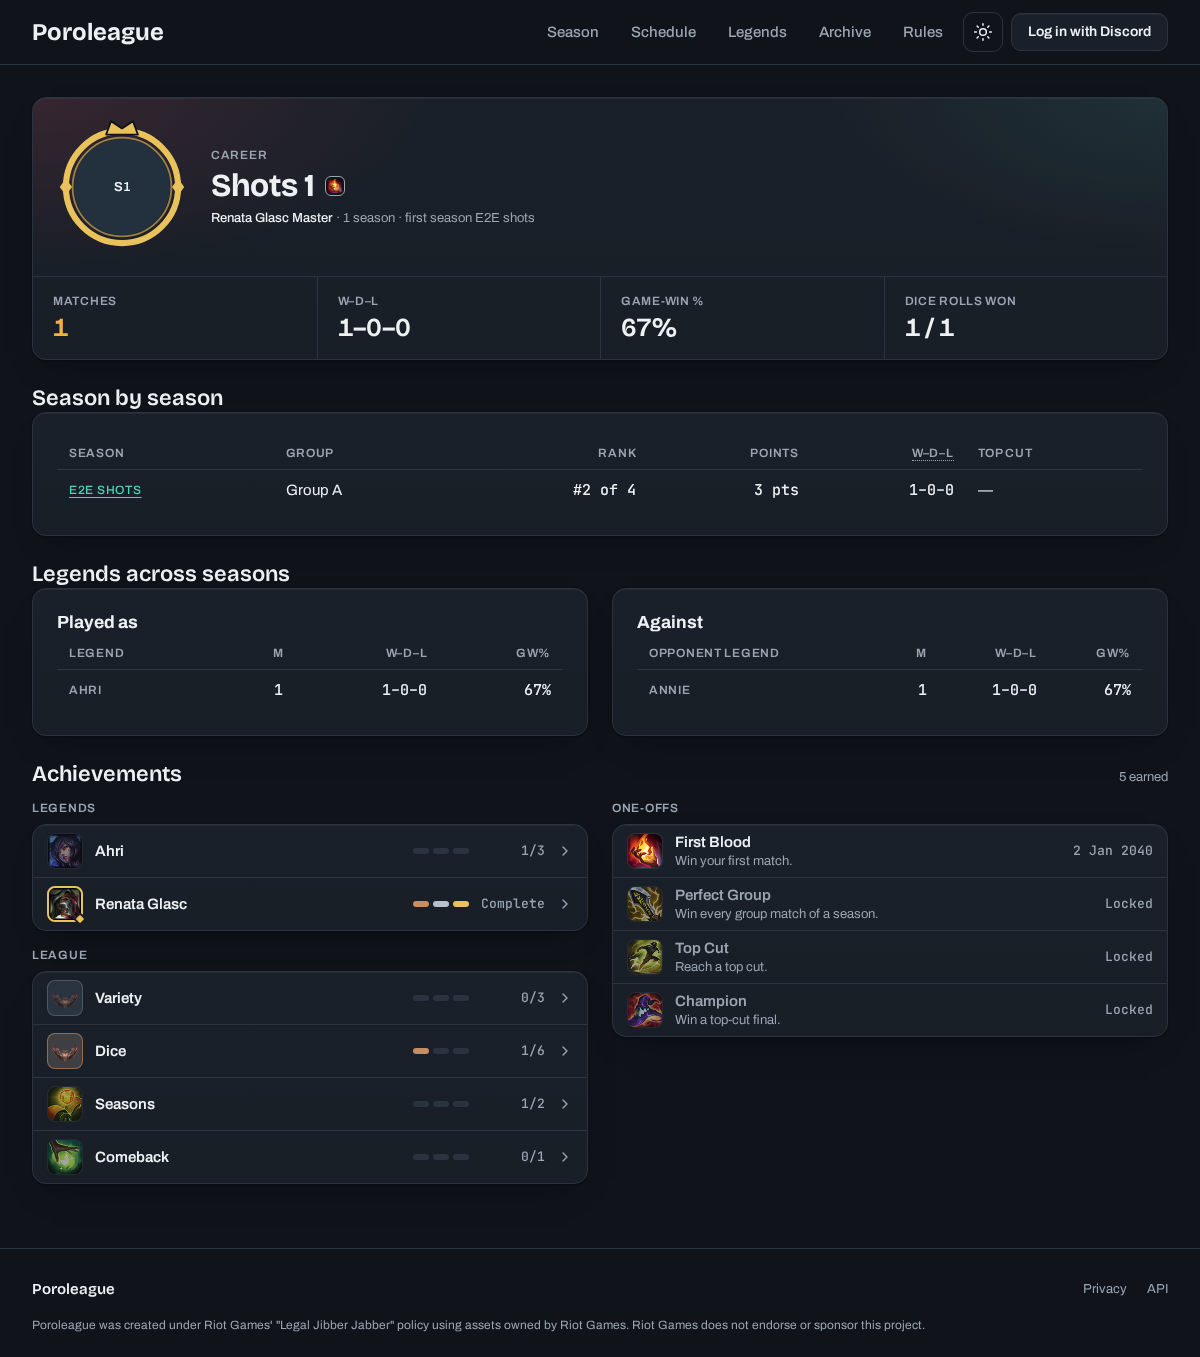 Poroleague
Season Schedule Legends Archive Rules Log in with Discord
S1
CAREER
Shots 1
Renata Glasc Master · 1 season · first season E2E shots
MATCHES W–D–L GAME-WIN % DICE ROLLS WON
1 1–0–0 67% 1 / 1
Season by season
SEASON GROUP RANK POINTS W–D–L TOP CUT
E2E SHOTS Group A #2 of 4 3 pts 1–0–0 —
Legends across seasons
Played as
LEGEND M W–D–L GW%
AHRI 1 1–0–0 67%
Against
OPPONENT LEGEND M W–D–L GW%
ANNIE 1 1–0–0 67%
Achievements
5 earned
LEGENDS
Ahri 1/3
Renata Glasc Complete
LEAGUE
Variety 0/3
Dice 1/6
Seasons 1/2
Comeback 0/1
ONE-OFFS
First Blood
Win your first match.
2 Jan 2040
Perfect Group
Win every group match of a season.
Locked
Top Cut
Reach a top cut.
Locked
Champion
Win a top-cut final.
Locked
Poroleague
Privacy API
Poroleague was created under Riot Games' "Legal Jibber Jabber" policy using assets owned by Riot Games. Riot Games does not endorse or sponsor this project.